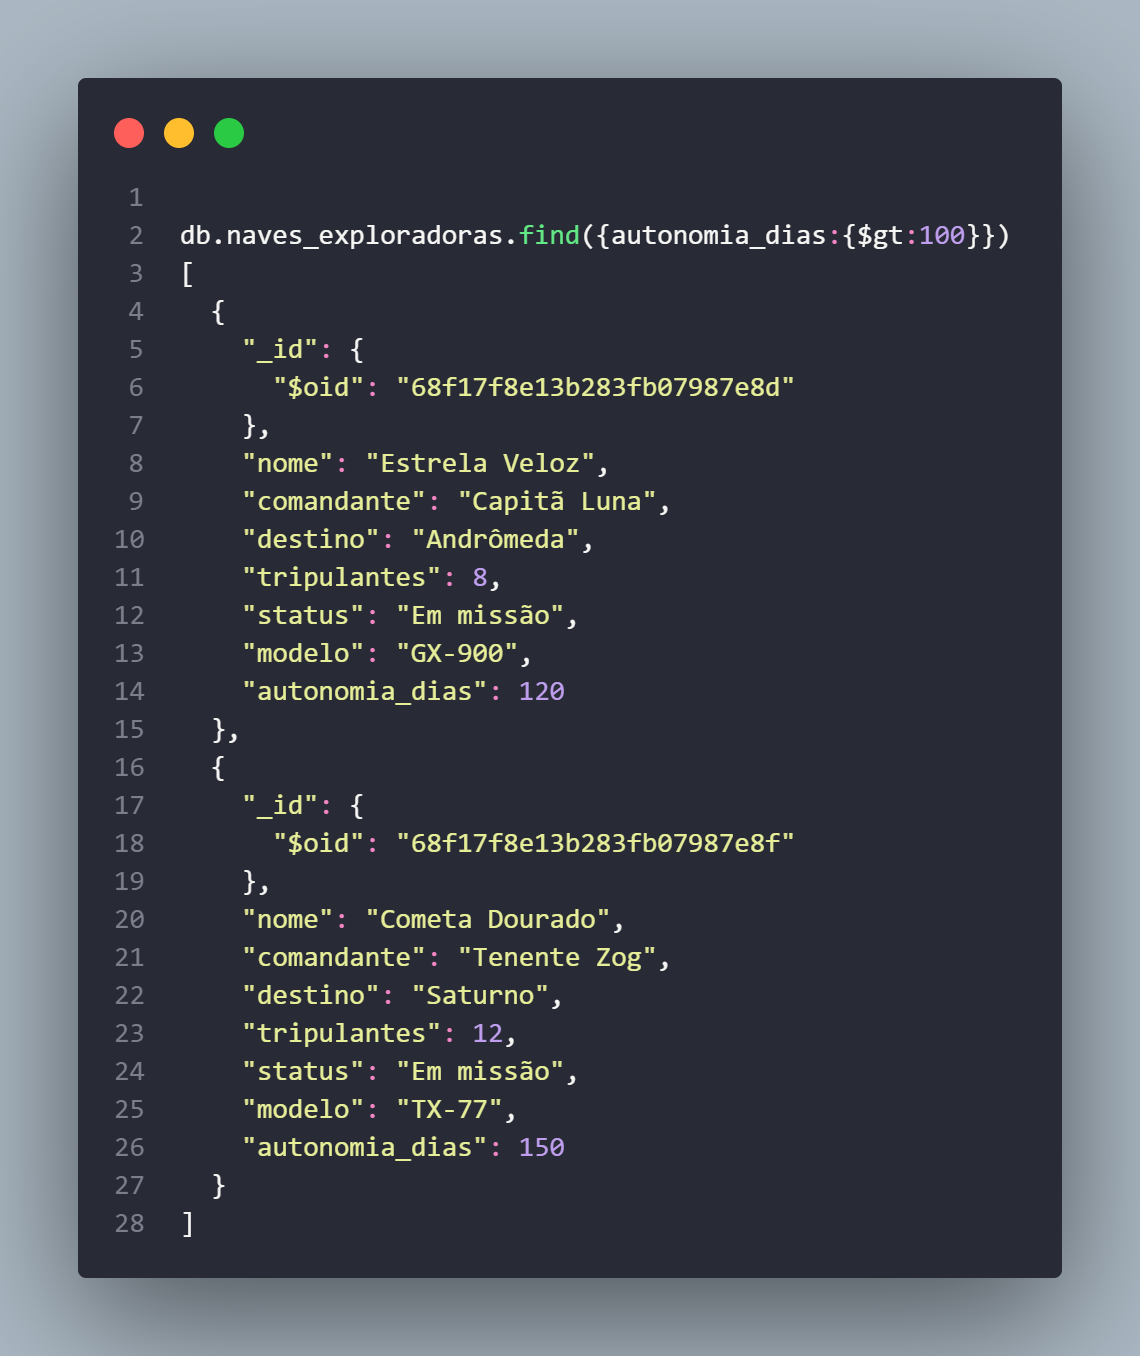 1
2 db.naves_exploradoras.find({autonomia_dias:{$gt:100}})
3 [
4   {
5     "_id": {
6       "$oid": "68f17f8e13b283fb07987e8d"
7     },
8     "nome": "Estrela Veloz",
9     "comandante": "Capitã Luna",
10     "destino": "Andrômeda",
11     "tripulantes": 8,
12     "status": "Em missão",
13     "modelo": "GX-900",
14     "autonomia_dias": 120
15   },
16   {
17     "_id": {
18       "$oid": "68f17f8e13b283fb07987e8f"
19     },
20     "nome": "Cometa Dourado",
21     "comandante": "Tenente Zog",
22     "destino": "Saturno",
23     "tripulantes": 12,
24     "status": "Em missão",
25     "modelo": "TX-77",
26     "autonomia_dias": 150
27   }
28 ]